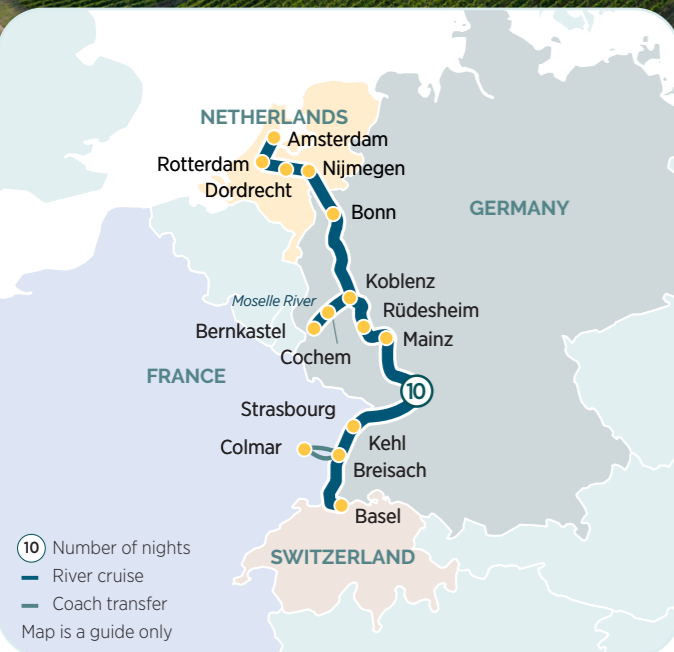 NETHERLANDS
Amsterdam
Rotterdam
Nijmegen
Dordrecht
Bonn
GERMANY
Koblenz
Moselle River
Rüdesheim
Bernkastel
Mainz
Cochem
FRANCE
10
Strasbourg
Kehl
Colmar
Breisach
Basel
SWITZERLAND
10 Number of nights
River cruise
Coach transfer
Map is a guide only